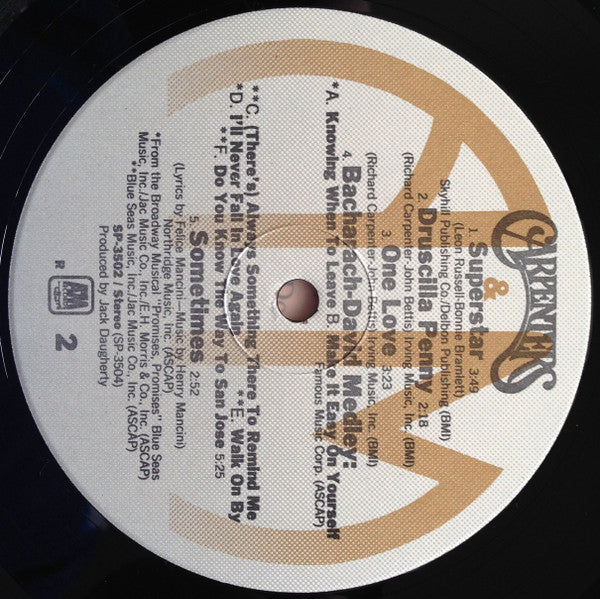 CARPENTERS
&
1. Superstar 3:49
(Leon Russell-Bonnie Bramlett)
Skyhill Publishing Co./Delbon Publishing (BMI)
2. Druscilla Penny 2:18
(Richard Carpenter-John Bettis) Irving Music, Inc. (BMI)
3. One Love 3:23
(Richard Carpenter-John Bettis) Irving Music, Inc. (BMI)
4. Bacharach-David Medley:
*A. Knowing When To Leave B. Make It Easy On Yourself
Famous Music Corp. (ASCAP)
**C. (There's) Always Something There To Remind Me
*D. I'll Never Fall In Love Again **E. Walk On By
**F. Do You Know The Way To San Jose 5:25
5. Sometimes 2:52
(Lyrics by Felice Mancini—Music by Henry Mancini)
Northridge Music, Inc. (ASCAP)
*From the Broadway Musical "Promises, Promises" Blue Seas
Music, Inc./Jac Music Co., Inc./E.H. Morris & Co., Inc. (ASCAP)
**Blue Seas Music, Inc./Jac Music Co. Inc. (ASCAP)
SP-3502 / Stereo (SP-3504)
Produced by Jack Daugherty
R
A&M
2